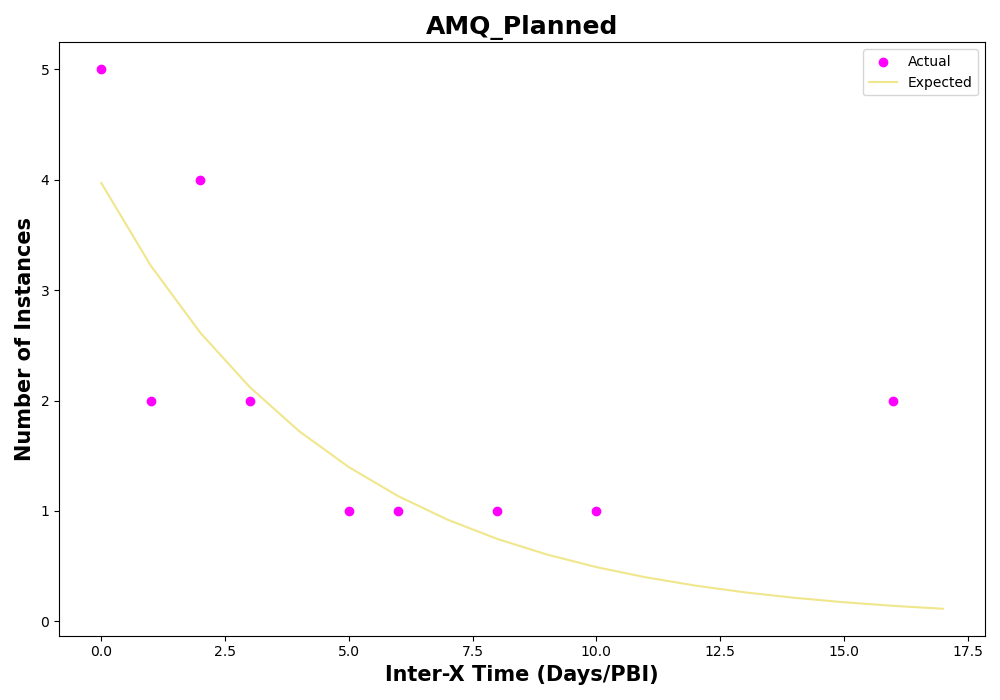 AMQ_Planned
Actual
Expected
Number of Instances
5
4
3
2
1
0
0.0 2.5 5.0 7.5 10.0 12.5 15.0 17.5
Inter-X Time (Days/PBI)